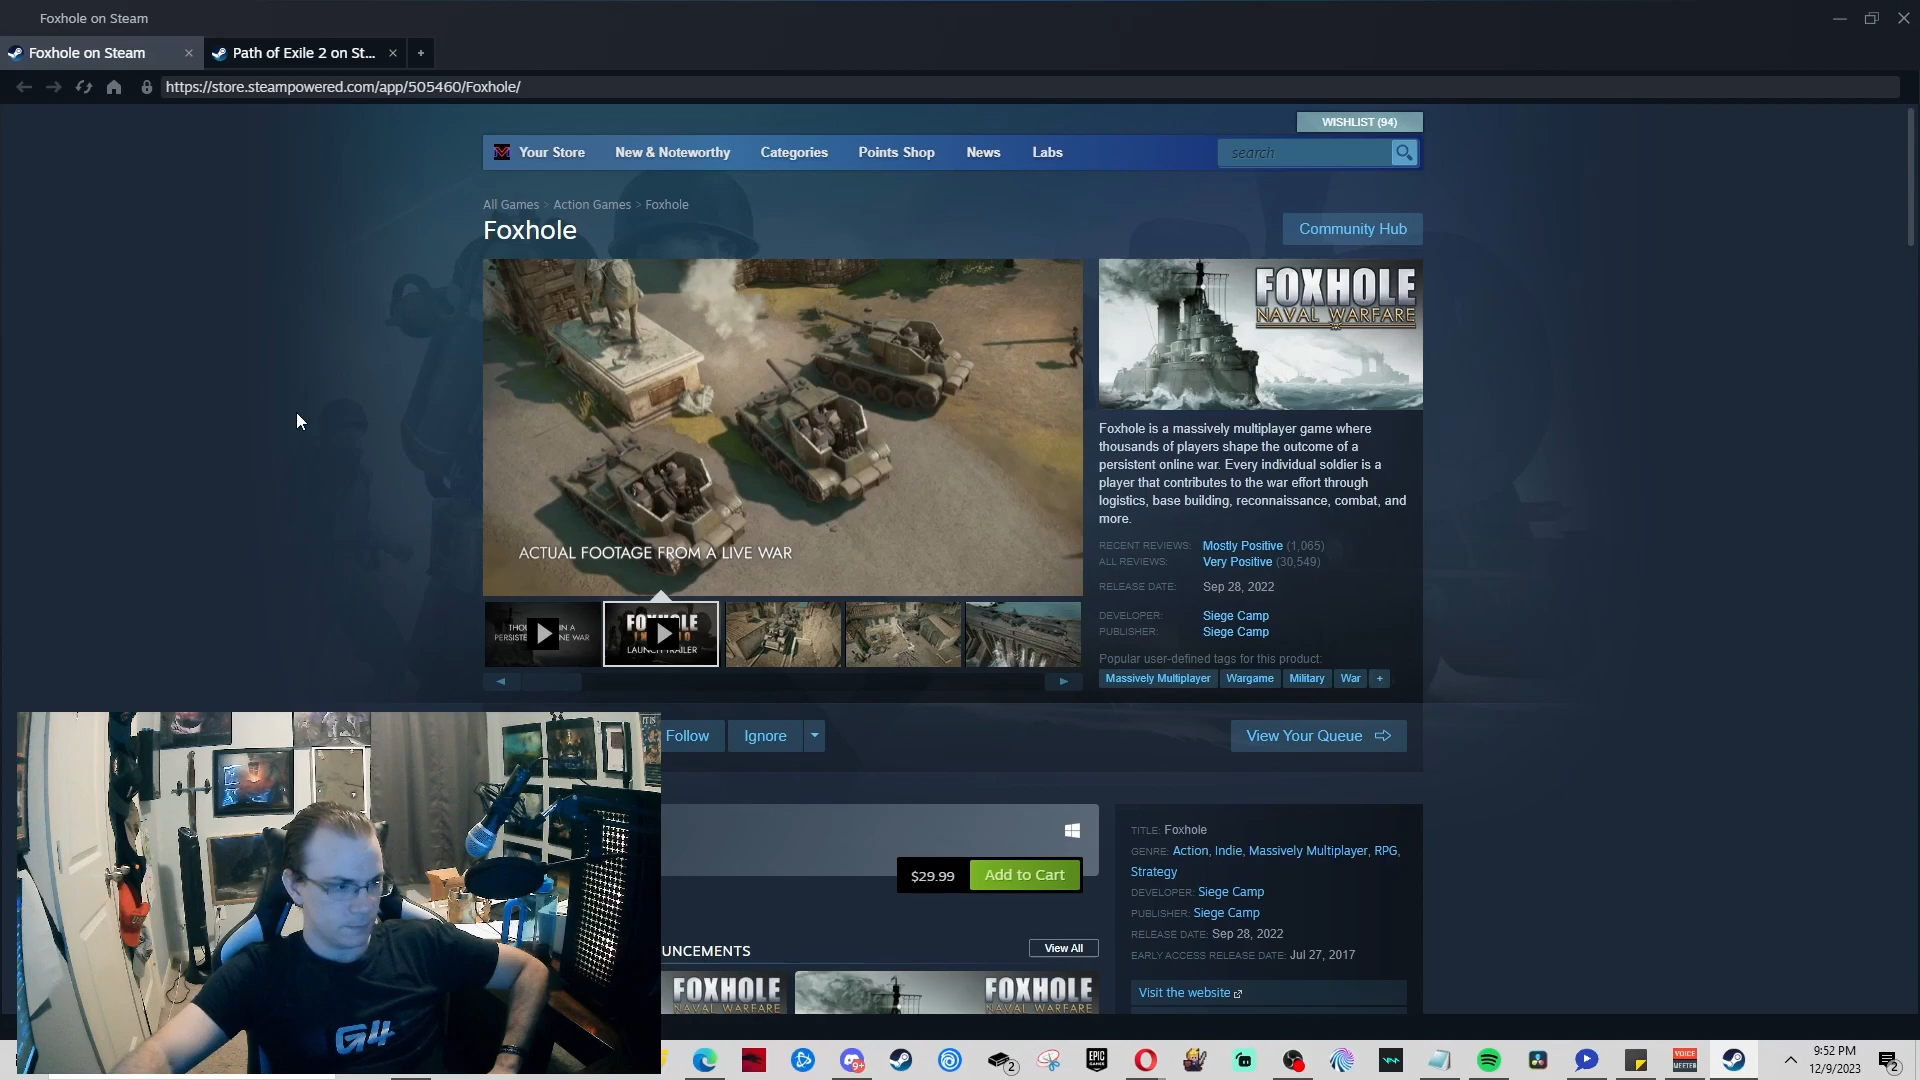 Foxhole on Steam
Foxhole on Steam
Path of Exile 2 on St...
https://store.steampowered.com/app/505460/Foxhole/
WISHLIST (94)
Your Store New & Noteworthy Categories Points Shop News Labs search
All Games > Action Games > Foxhole
Foxhole
Community Hub
ACTUAL FOOTAGE FROM A LIVE WAR
FOXHOLE
NAVAL WARFARE
Foxhole is a massively multiplayer game where
thousands of players shape the outcome of a
persistent online war. Every individual soldier is a
player that contributes to the war effort through
logistics, base building, reconnaissance, combat, and
more.
RECENT REVIEWS: Mostly Positive (1,065)
ALL REVIEWS: Very Positive (30,549)
RELEASE DATE: Sep 28, 2022
DEVELOPER: Siege Camp
PUBLISHER: Siege Camp
Popular user-defined tags for this product:
Massively Multiplayer Wargame Military War +
LAUNCH TRAILER
Follow Ignore
View Your Queue
$29.99 Add to Cart
TITLE: Foxhole
GENRE: Action, Indie, Massively Multiplayer, RPG,
Strategy
DEVELOPER: Siege Camp
PUBLISHER: Siege Camp
RELEASE DATE: Sep 28, 2022
EARLY ACCESS RELEASE DATE: Jul 27, 2017
Visit the website
UNCEMENTS View All
FOXHOLE
NAVAL WARFARE
FOXHOLE
NAVAL WARFARE
G4
9+
2
EPIC
GAMES
VOICE
MEETER
9:52 PM
12/9/2023
2